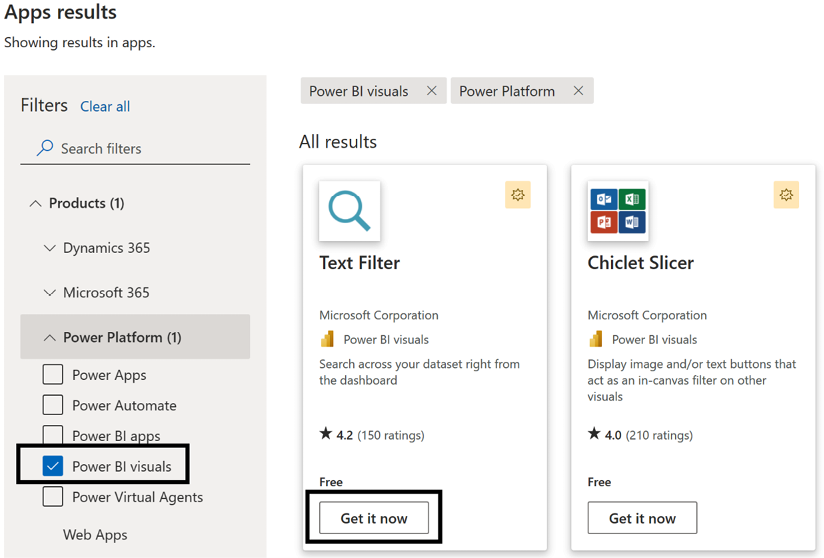 Apps results
Showing results in apps.
Filters Clear all
Search filters
Products (1)
Dynamics 365
Microsoft 365
Power Platform (1)
Power Apps
Power Automate
Power BI apps
Power BI visuals
Power Virtual Agents
Web Apps
Power BI visuals
Power Platform
All results
Text Filter
Microsoft Corporation
Power BI visuals
Search across your dataset right from
the dashboard
4.2 (150 ratings)
Free
Get it now
Chiclet Slicer
Microsoft Corporation
Power BI visuals
Display image and/or text buttons that
act as an in-canvas filter on other
visuals
4.0 (210 ratings)
Free
Get it now